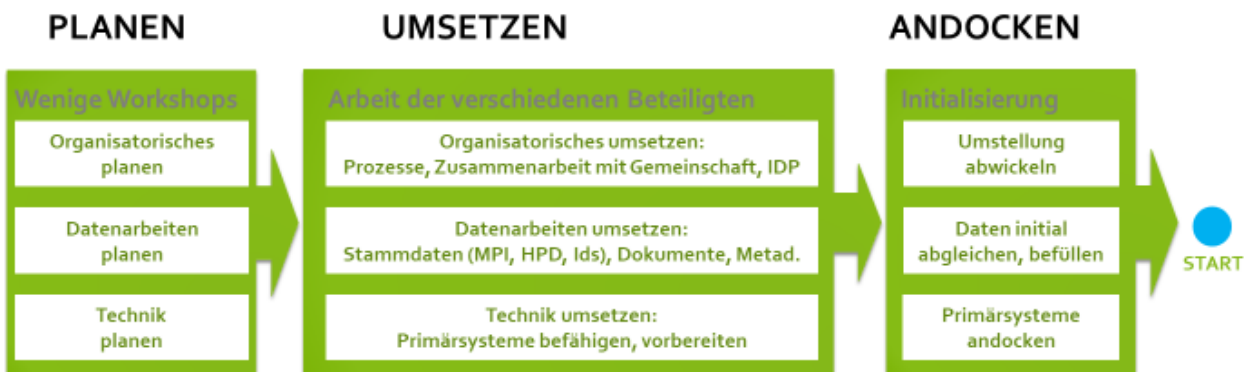 PLANEN
UMSETZEN
ANDOCKEN
Wenige Workshops
Organisatorisches
planen
Datenarbeiten
planen
Technik
planen
Arbeit der verschiedenen Beteiligten
Organisatorisches umsetzen:
Prozesse, Zusammenarbeit mit Gemeinschaft, IDP
Datenarbeiten umsetzen:
Stammdaten (MPI, HPD, Ids), Dokumente, Metad.
Technik umsetzen:
Primärsysteme befähigen, vorbereiten
Initialisierung
Umstellung
abwickeln
Daten initial
abgleichen, befüllen
Primärsysteme
andocken
START